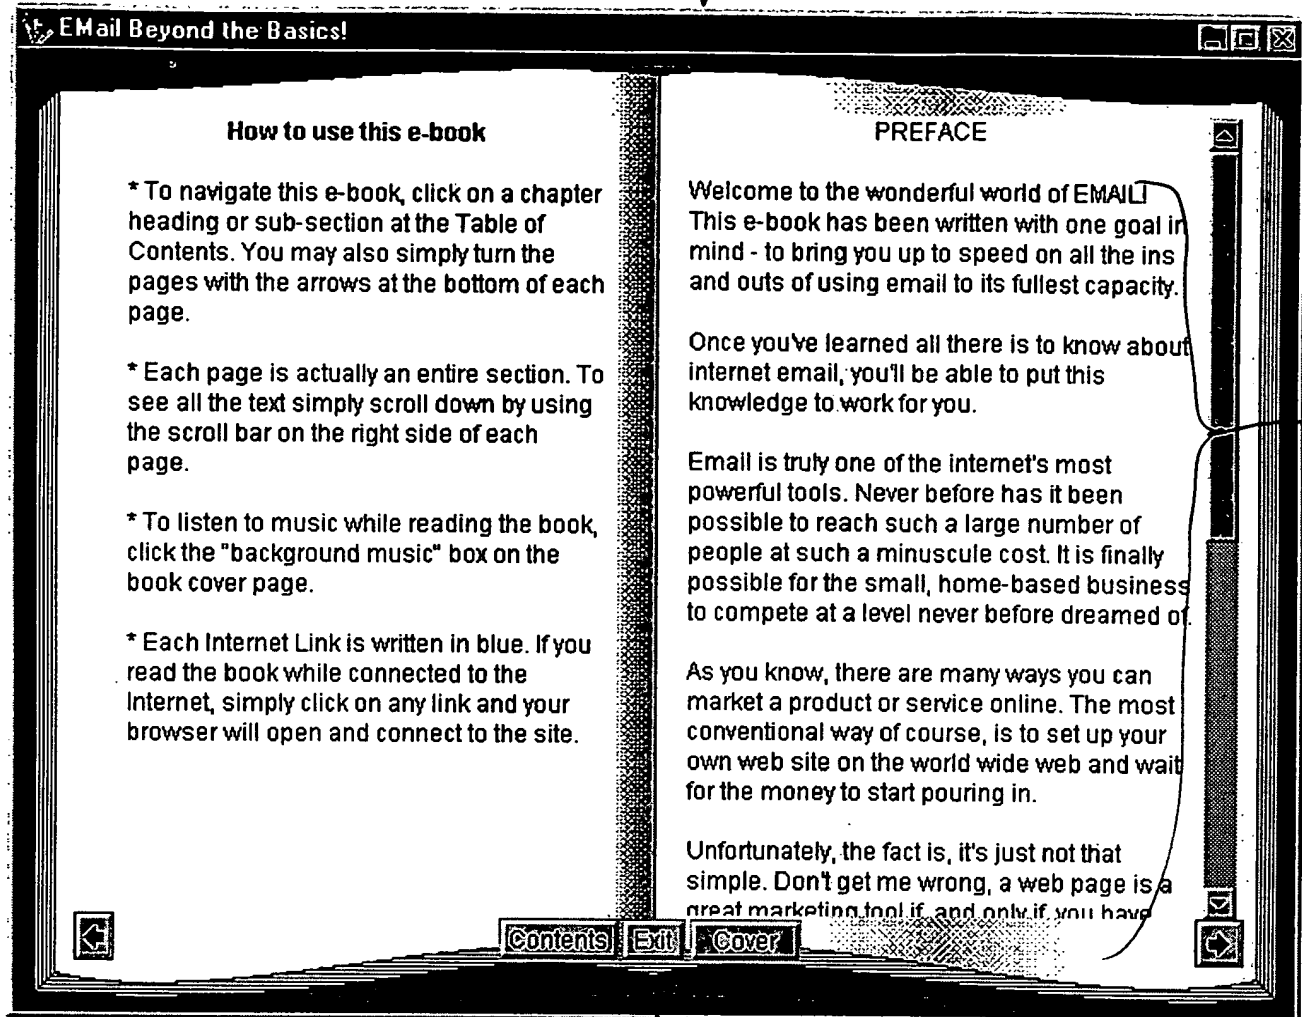 EMail Beyond the Basics!
How to use this e-book
* To navigate this e-book, click on a chapter
heading or sub-section at the Table of
Contents. You may also simply turn the
pages with the arrows at the bottom of each
page.
* Each page is actually an entire section. To
see all the text simply scroll down by using
the scroll bar on the right side of each
page.
* To listen to music while reading the book,
click the "background music" box on the
book cover page.
* Each Internet Link is written in blue. If you
read the book while connected to the
Internet, simply click on any link and your
browser will open and connect to the site.
PREFACE
Welcome to the wonderful world of EMAIL!
This e-book has been written with one goal in
mind - to bring you up to speed on all the ins
and outs of using email to its fullest capacity.
Once you've learned all there is to know about
internet email, you'll be able to put this
knowledge to work for you.
Email is truly one of the internet's most
powerful tools. Never before has it been
possible to reach such a large number of
people at such a minuscule cost. It is finally
possible for the small, home-based business
to compete at a level never before dreamed of.
As you know, there are many ways you can
market a product or service online. The most
conventional way of course, is to set up your
own web site on the world wide web and wait
for the money to start pouring in.
Unfortunately, the fact is, it's just not that
simple. Don't get me wrong, a web page is a
great marketing tool if, and only if, you have
Contents Exit Cover